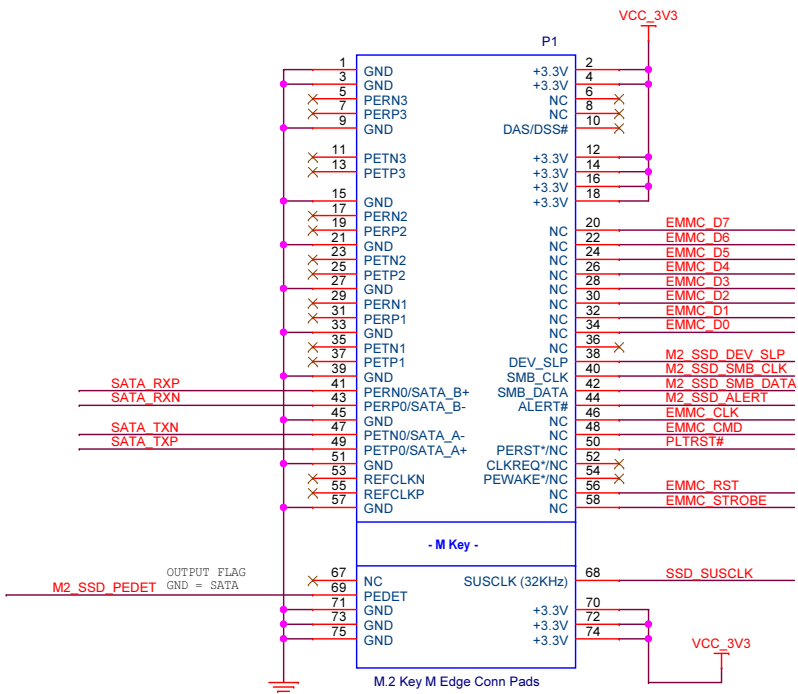 VCC_3V3
P1
1 GND +3.3V 2
3 GND +3.3V 4
5 PERN3 NC 6
7 PERP3 NC 8
9 GND DAS/DSS# 10
11 PETN3 +3.3V 12
13 PETP3 +3.3V 14
+3.3V 16
15 GND +3.3V 18
17 PERN2
19 PERP2 NC 20 EMMC_D7
21 GND NC 22 EMMC_D6
23 PETN2 NC 24 EMMC_D5
25 PETP2 NC 26 EMMC_D4
27 GND NC 28 EMMC_D3
29 PERN1 NC 30 EMMC_D2
31 PERP1 NC 32 EMMC_D1
33 GND NC 34 EMMC_D0
35 PETN1 NC 36
37 PETP1 DEV_SLP 38 M2_SSD_DEV_SLP
39 GND SMB_CLK 40 M2_SSD_SMB_CLK
SATA_RXP 41 PERN0/SATA_B+ SMB_DATA 42 M2_SSD_SMB_DATA
SATA_RXN 43 PERP0/SATA_B- ALERT# 44 M2_SSD_ALERT
45 GND NC 46 EMMC_CLK
SATA_TXN 47 PETN0/SATA_A- NC 48 EMMC_CMD
SATA_TXP 49 PETP0/SATA_A+ PERST*/NC 50 PLTRST#
51 GND CLKREQ*/NC 52
53 REFCLKN PEWAKE*/NC 54
55 REFCLKP NC 56 EMMC_RST
57 GND NC 58 EMMC_STROBE
- M Key -
OUTPUT FLAG
GND = SATA
67 NC SUSCLK (32KHz) 68 SSD_SUSCLK
M2_SSD_PEDET 69 PEDET
71 GND +3.3V 70
73 GND +3.3V 72
75 GND +3.3V 74
VCC_3V3
M.2 Key M Edge Conn Pads